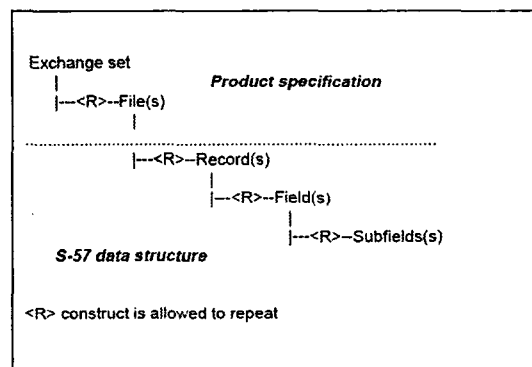 Exchange set
Product specification
|---<R>--File(s)
|---<R>--Record(s)
|---<R>--Field(s)
|---<R>--Subfields(s)
S-57 data structure
<R> construct is allowed to repeat